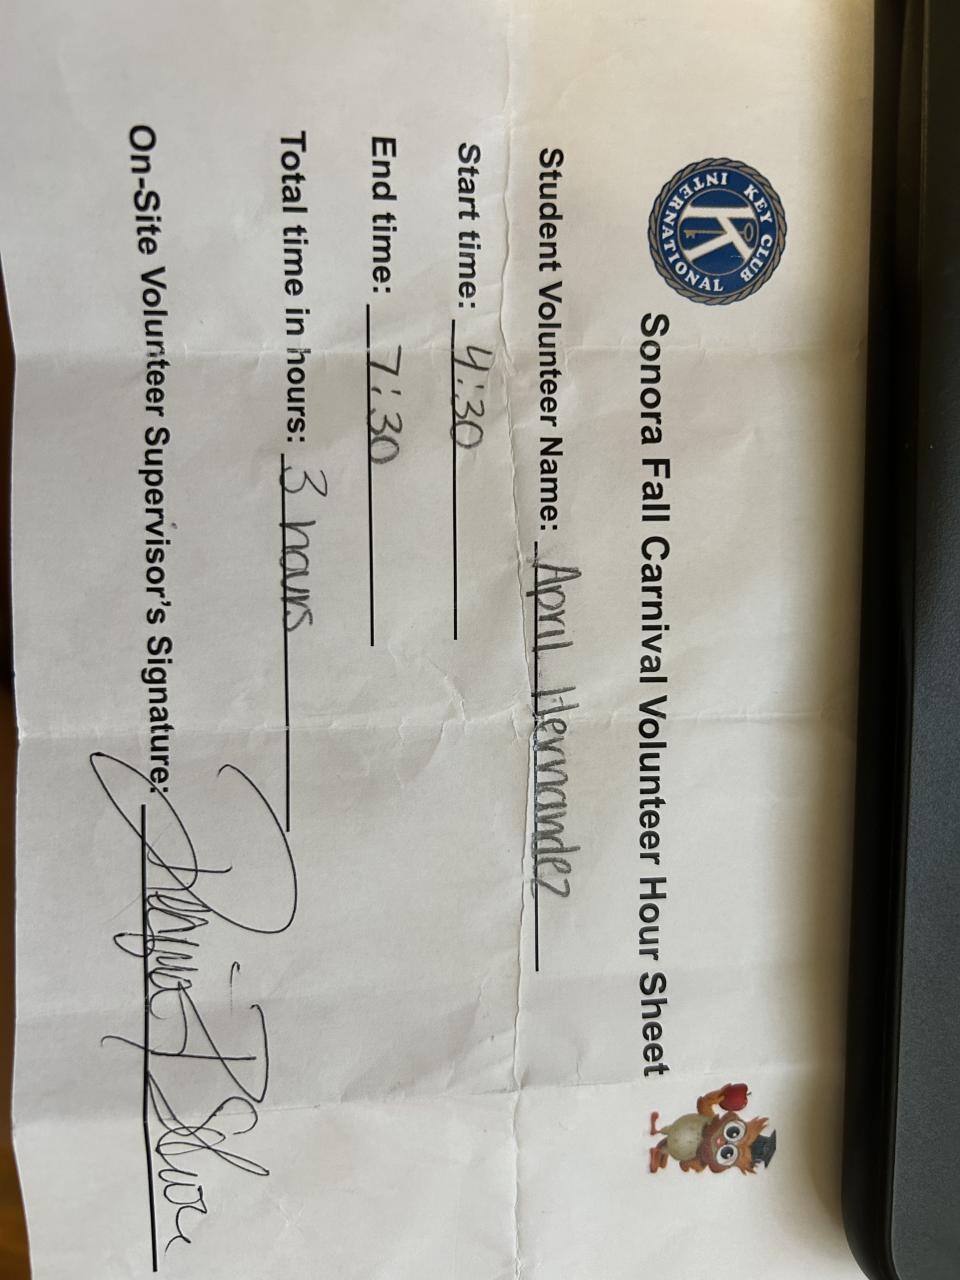 KEY CLUB INTERNATIONAL
K
Sonora Fall Carnival Volunteer Hour Sheet
Student Volunteer Name: April Hernandez
Start time: 4:30
End time: 7:30
Total time in hours: 3 hours
On-Site Volunteer Supervisor's Signature: